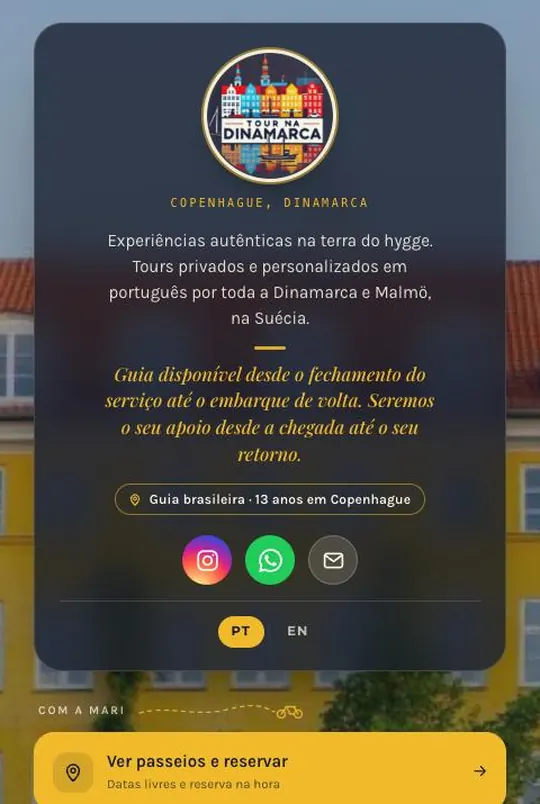 TOUR NA
DINAMARCA
COPENHAGUE, DINAMARCA
Experiências autênticas na terra do hygge.
Tours privados e personalizados em
português por toda a Dinamarca e Malmö,
na Suécia.
Guia disponível desde o fechamento do
serviço até o embarque de volta. Seremos
o seu apoio desde a chegada até o seu
retorno.
Guia brasileira · 13 anos em Copenhague
PT EN
COM A MARI
Ver passeios e reservar
Datas livres e reserva na hora